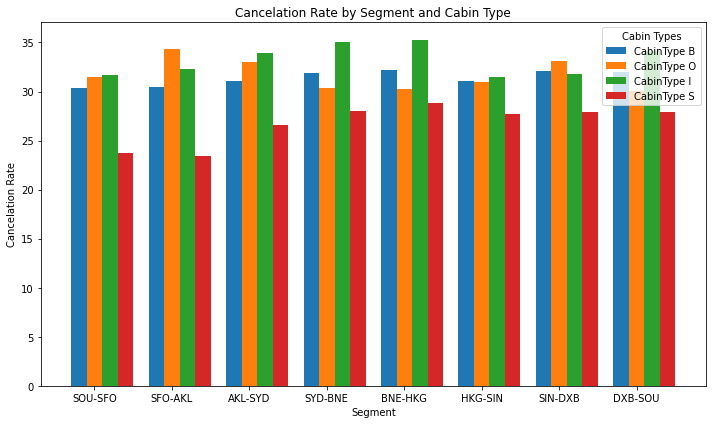 Cancelation Rate by Segment and Cabin Type
Cabin Types
CabinType B
CabinType O
CabinType I
CabinType S
Cancelation Rate
35
30
25
20
15
10
5
0
SOU-SFO SFO-AKL AKL-SYD SYD-BNE BNE-HKG HKG-SIN SIN-DXB DXB-SOU
Segment